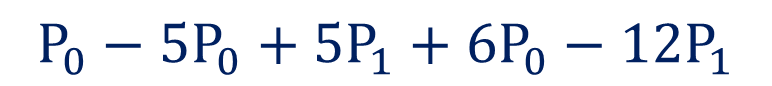 P₀ − 5P₀ + 5P₁ + 6P₀ − 12P₁